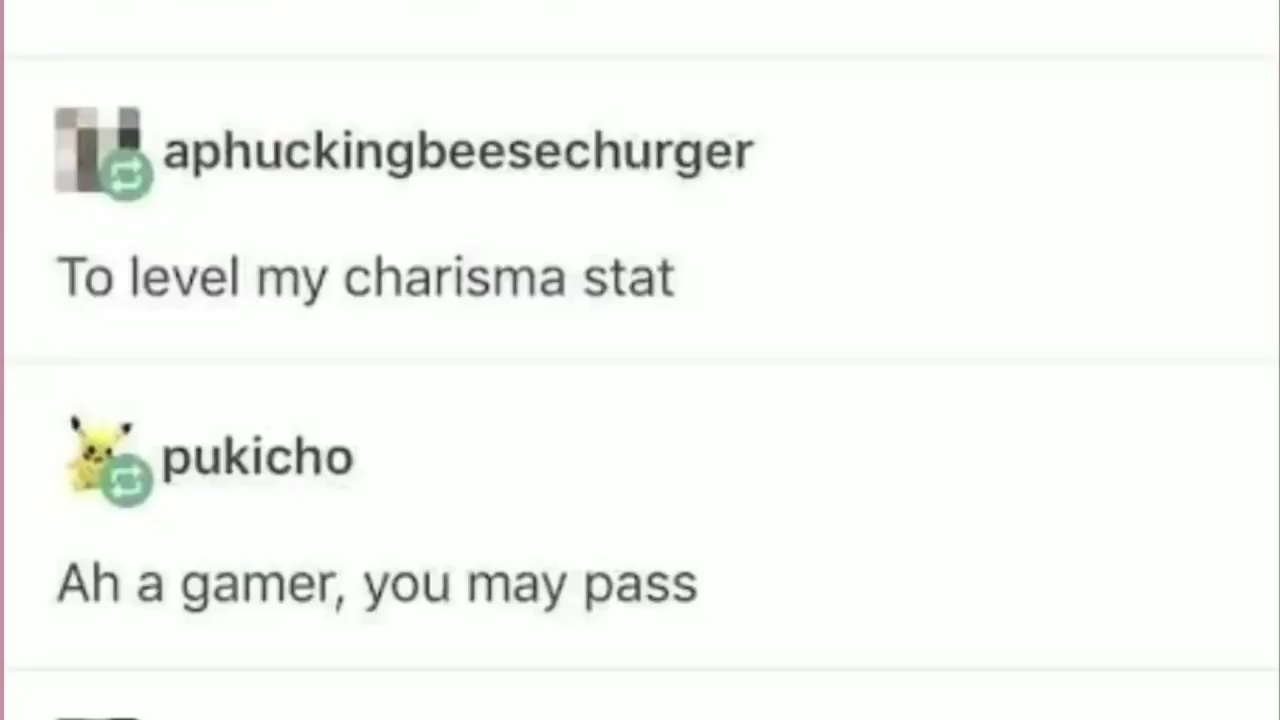 aphuckingbeesechurger
To level my charisma stat
pukicho
Ah a gamer, you may pass